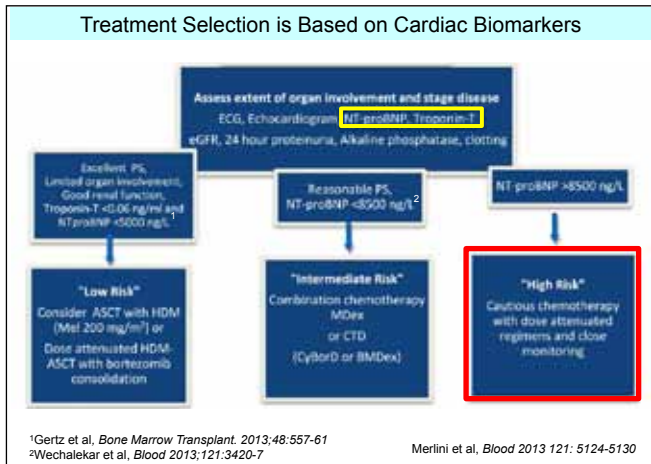 Treatment Selection is Based on Cardiac Biomarkers
Assess extent of organ involvement and stage disease
ECG, Echocardiogram, NT-proBNP, Troponin-T
eGFR, 24 hour proteinuria, Alkaline phosphatase, clotting
Excellent PS,
Limited organ involvement,
Good renal function,
Troponin-T <0.06 ng/ml and
NTproBNP <5000 ng/L 1
Reasonable PS,
NT-proBNP <8500 ng/L 2
NT-proBNP >8500 ng/L
"Low Risk"
Consider ASCT with HDM
(Mel 200 mg/m²) or
Dose attenuated HDM-
ASCT with bortezomib
consolidation
"Intermediate Risk"
Combination chemotherapy
MDex
or CTD
(CyBorD or BMDex)
"High Risk"
Cautious chemotherapy
with dose attenuated
regimens and close
monitoring
1Gertz et al, Bone Marrow Transplant. 2013;48:557-61
2Wechalekar et al, Blood 2013;121:3420-7
Merlini et al, Blood 2013 121: 5124-5130